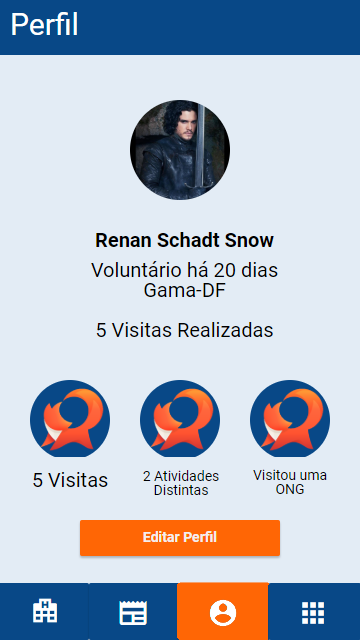 Perfil
Renan Schadt Snow
Voluntário há 20 dias
Gama-DF
5 Visitas Realizadas
5 Visitas
2 Atividades
Distintas
Visitou uma
ONG
Editar Perfil
H